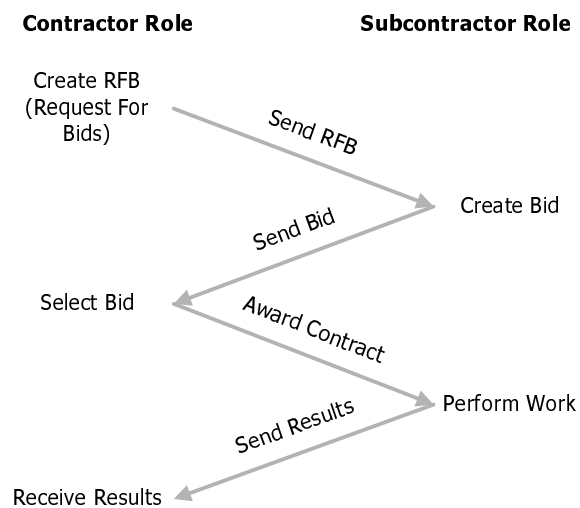 Contractor Role
Subcontractor Role
Create RFB
(Request For
Bids)
Send RFB
Create Bid
Send Bid
Select Bid
Award Contract
Perform Work
Send Results
Receive Results